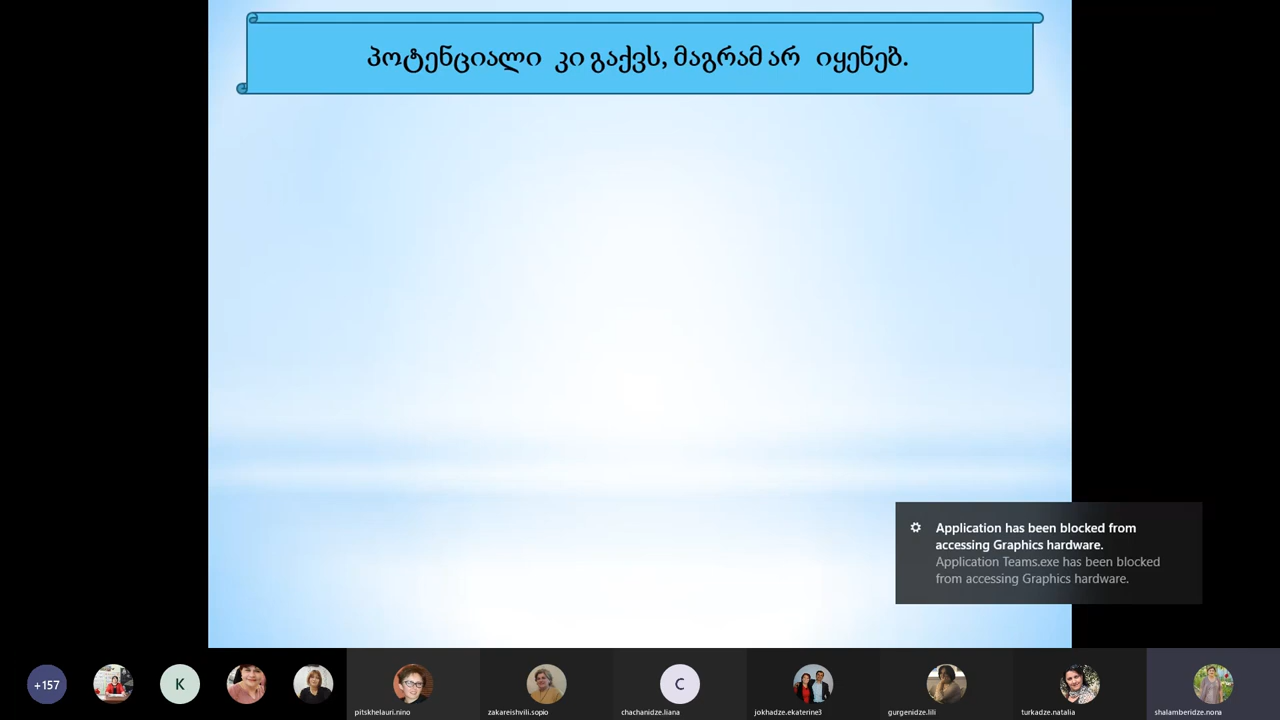 პოტენციალი კი გაქვს, მაგრამ არ იყენებ.
Application has been blocked from
accessing Graphics hardware.
Application Teams.exe has been blocked
from accessing Graphics hardware.
+157
K
C
pitskhelauri.nino
zakareishvili.sopio
chachanidze.liana
jokhadze.ekaterine3
gurgenidze.lili
turkadze.natalia
shalamberidze.nona